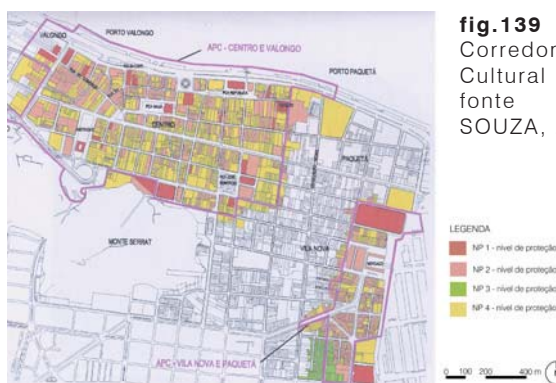 fig.139
Corredor
Cultural
fonte
SOUZA,
PORTO VALONGO
VALONGO
APC - CENTRO E VALONGO
PORTO PAQUETÁ
CENTRO
PAQUETÁ
MONTE SERRAT
VILA NOVA
MERCADO
APC - VILA NOVA E PAQUETÁ
LEGENDA
NP 1 - nível de proteção
NP 2 - nível de proteção
NP 3 - nível de proteção
NP 4 - nível de proteção
0 100 200 400 m